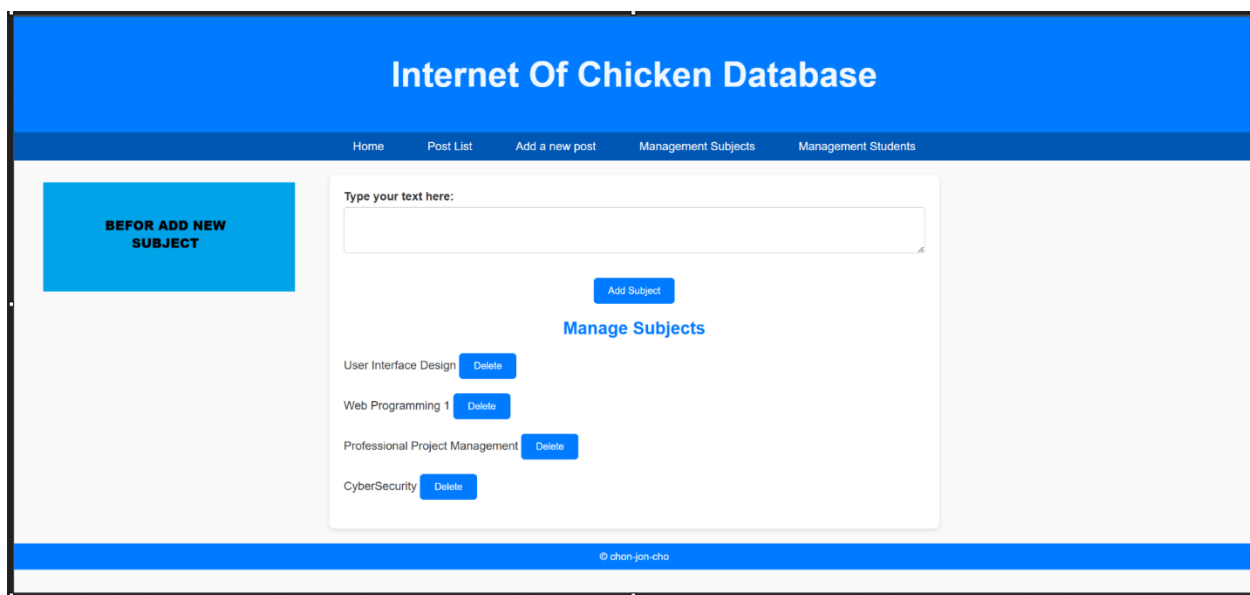 Internet Of Chicken Database
Home Post List Add a new post Management Subjects Management Students
BEFOR ADD NEW
SUBJECT
Type your text here:
Add Subject
Manage Subjects
User Interface Design Delete
Web Programming 1 Delete
Professional Project Management Delete
CyberSecurity Delete
© chon-jon-cho